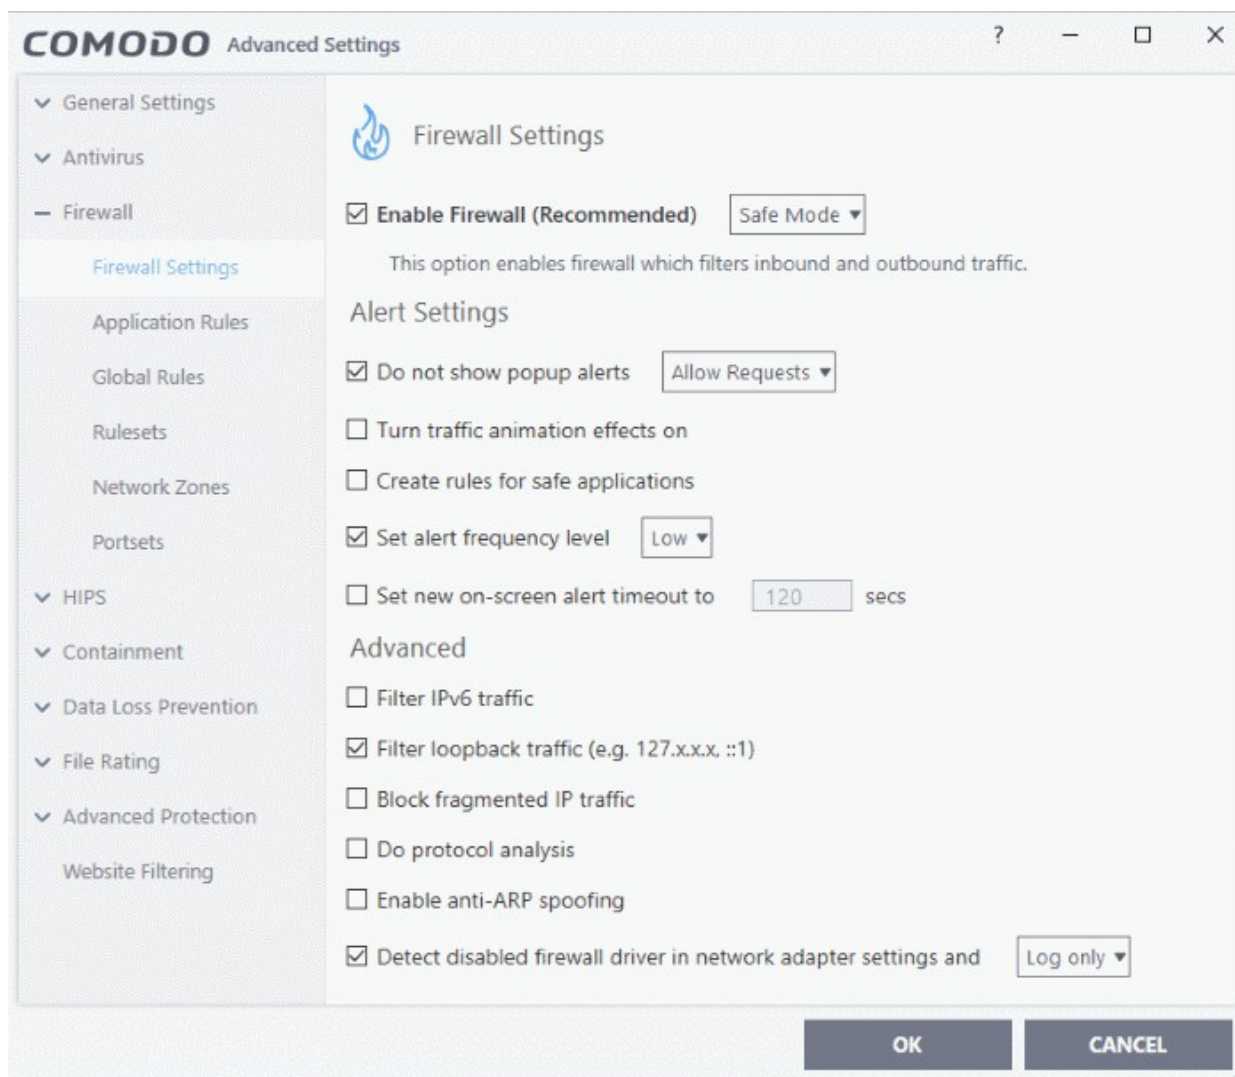 COMODO Advanced Settings ?
General Settings
Antivirus
Firewall
Firewall Settings
Application Rules
Global Rules
Rulesets
Network Zones
Portsets
HIPS
Containment
Data Loss Prevention
File Rating
Advanced Protection
Website Filtering
Firewall Settings
Enable Firewall (Recommended) Safe Mode
This option enables firewall which filters inbound and outbound traffic.
Alert Settings
Do not show popup alerts Allow Requests
Turn traffic animation effects on
Create rules for safe applications
Set alert frequency level Low
Set new on-screen alert timeout to 120 secs
Advanced
Filter IPv6 traffic
Filter loopback traffic (e.g. 127.x.x.x, ::1)
Block fragmented IP traffic
Do protocol analysis
Enable anti-ARP spoofing
Detect disabled firewall driver in network adapter settings and Log only
OK CANCEL